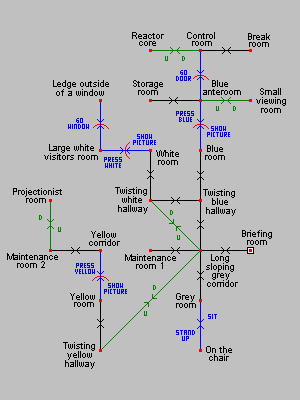 Reactor
core
Control
room
Break
room
U D
GO
DOOR
Ledge outside
of a window
Storage
room
Blue
anteroom
Small
viewing
room
D U
GO
WINDOW
PRESS
BLUE
SHOW
PICTURE
SHOW
PICTURE
Large white
visitors room
PRESS
WHITE
White
room
Blue
room
Projectionist
room
Twisting
white
hallway
Twisting
blue
hallway
D
D
U
U
Yellow
corridor
Briefing
room
Maintenance
room 2
PRESS
YELLOW
SHOW
PICTURE
Maintenance
room 1
Long
sloping
grey
corridor
Yellow
room
D
U
Grey
room
SIT
STAND
UP
Twisting
yellow
hallway
On the
chair